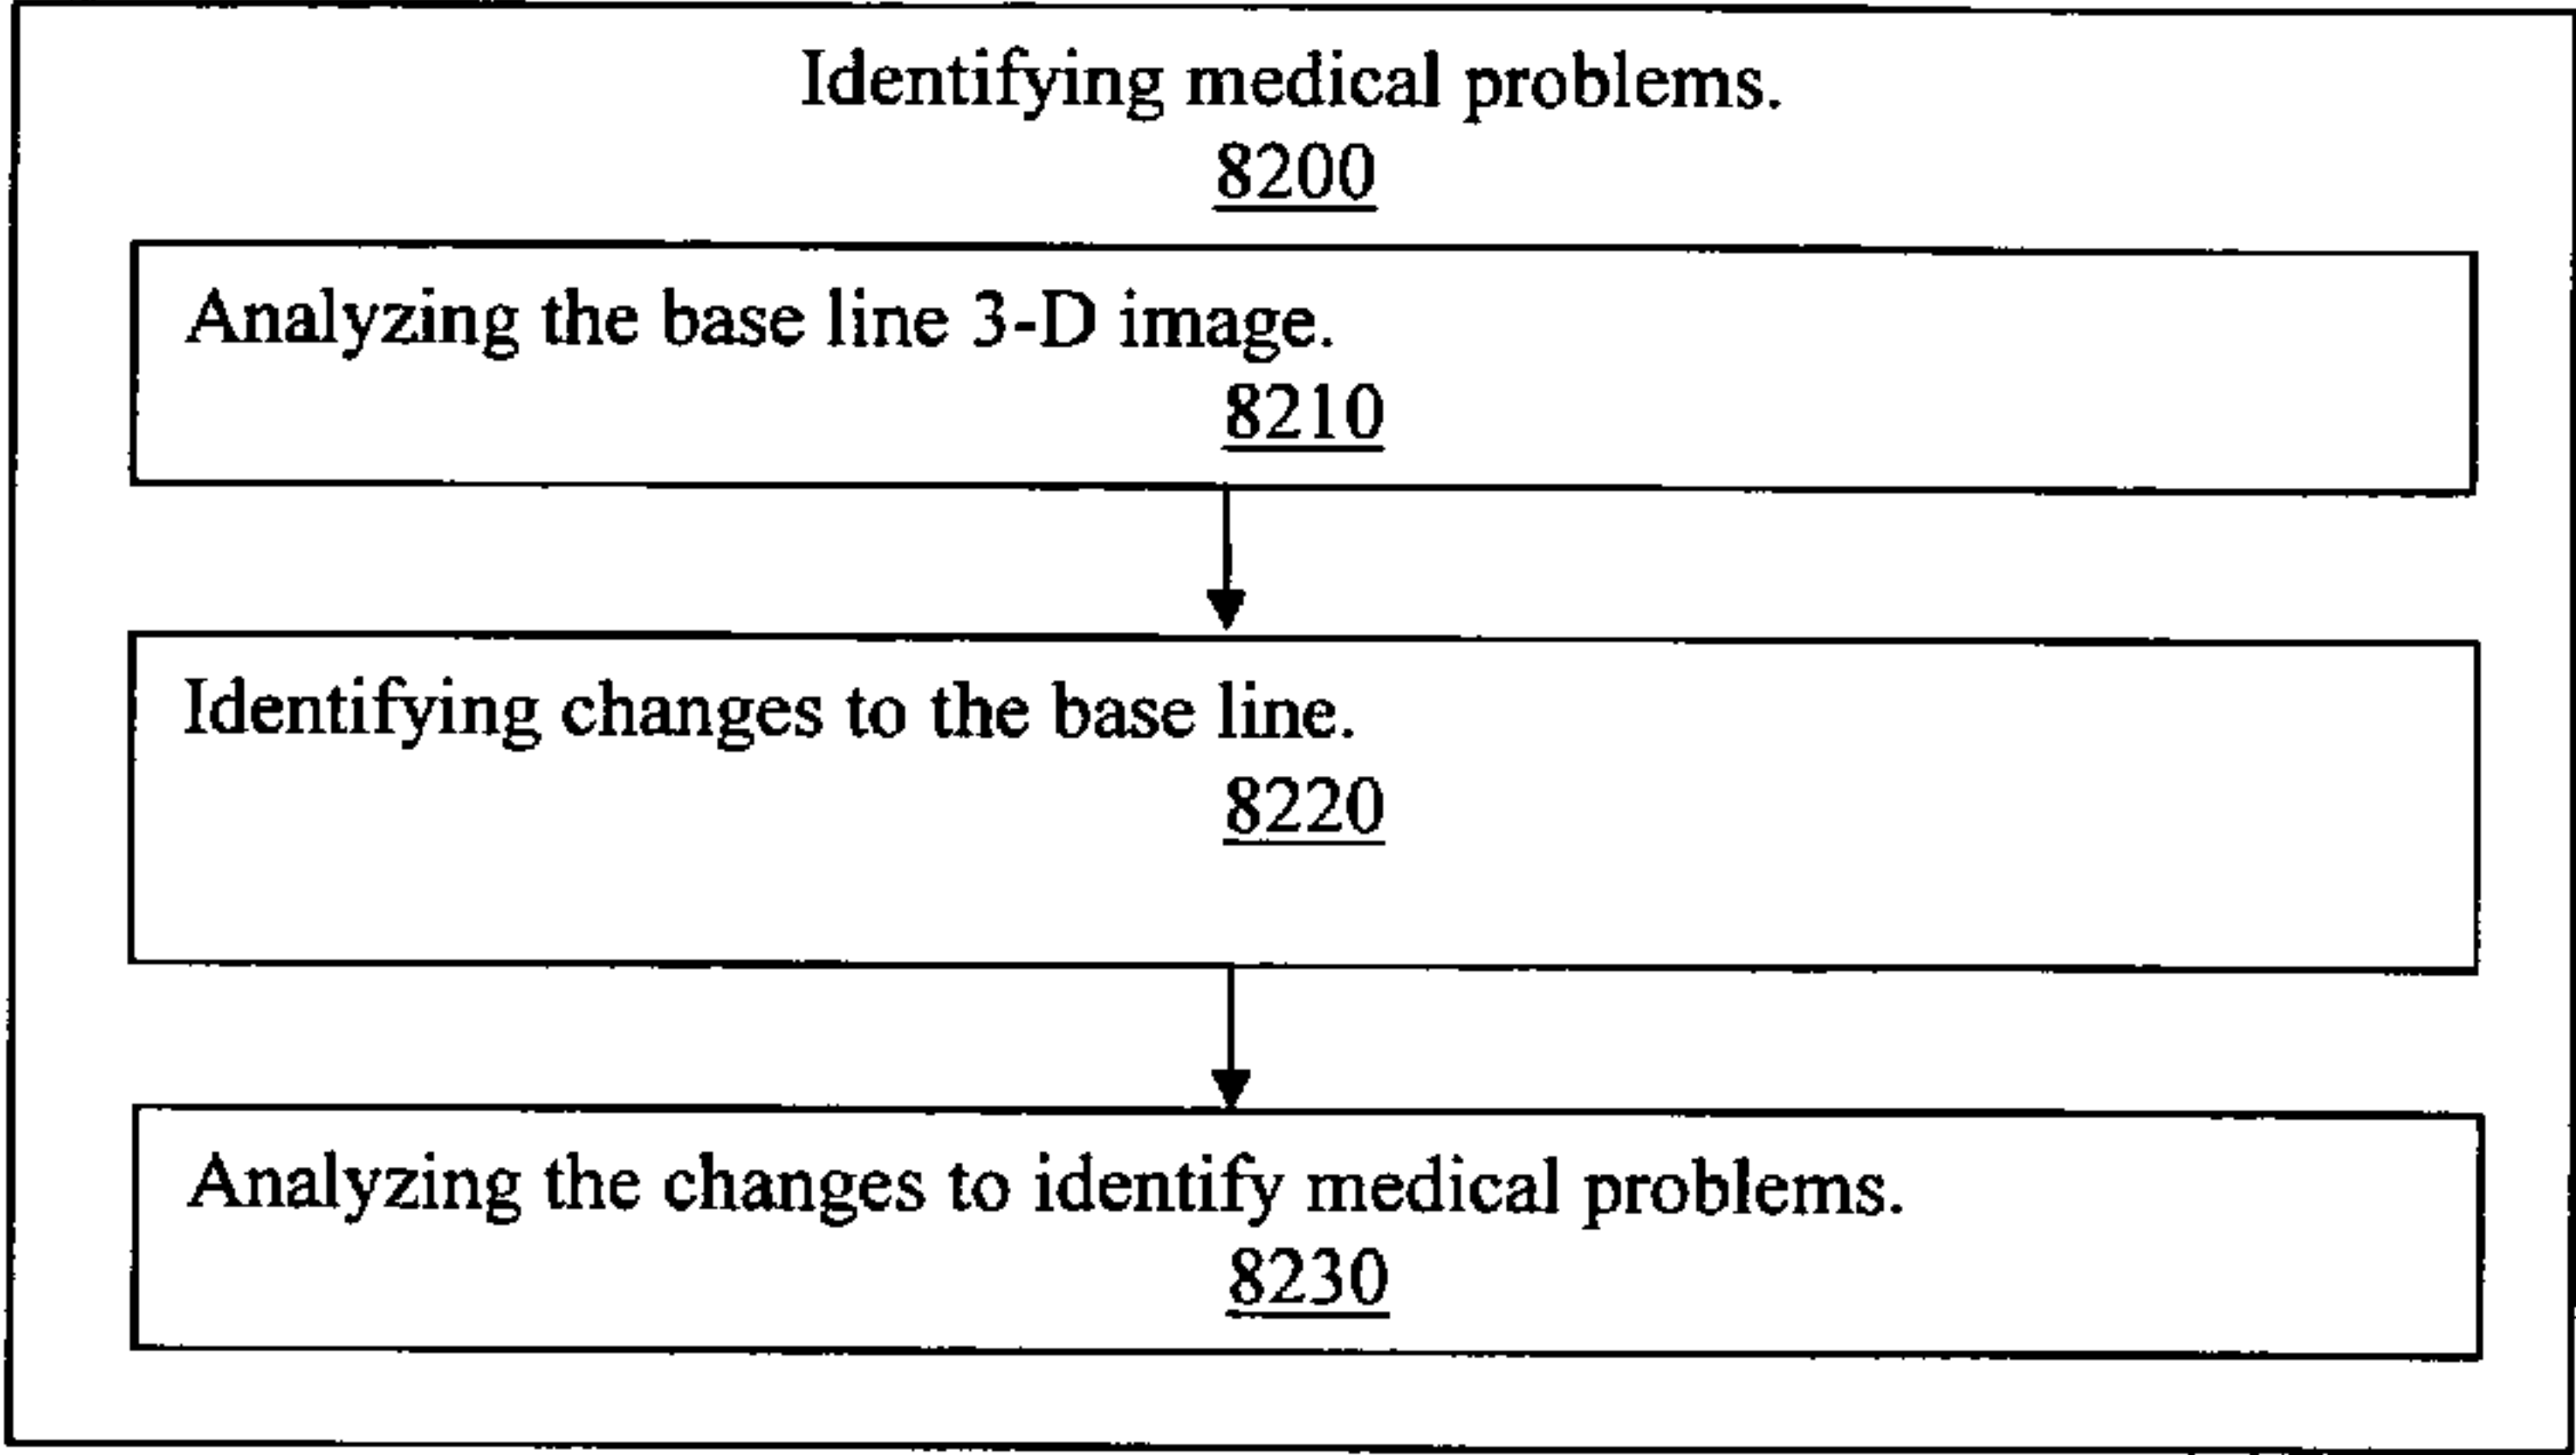 Identifying medical problems.
8200
Analyzing the base line 3-D image.
8210
Identifying changes to the base line.
8220
Analyzing the changes to identify medical problems.
8230